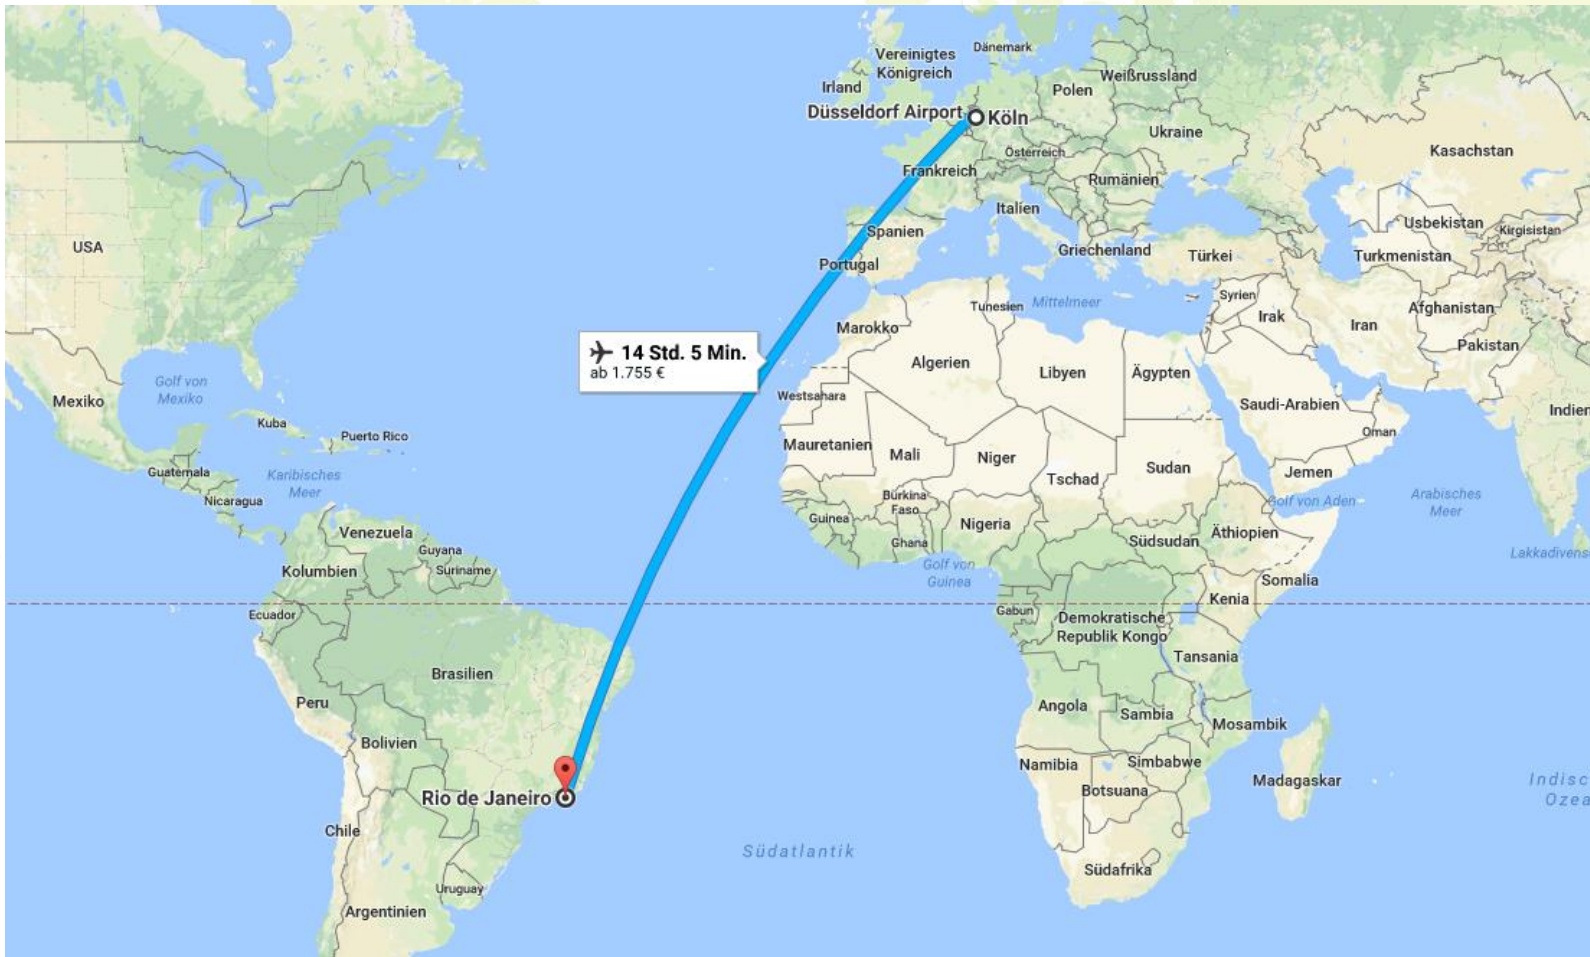 Dänemark
Vereinigtes
Königreich
Irland
Polen
Weißrussland
Düsseldorf Airport
Köln
Ukraine
Kasachstan
Österreich
Frankreich
Rumänien
Italien
Usbekistan
Kirgisistan
Spanien
Griechenland
Türkei
Turkmenistan
USA
Portugal
Tunesien
Mittelmeer
Syrien
Afghanistan
Irak
Iran
Marokko
Pakistan
14 Std. 5 Min.
ab 1.755 €
Algerien
Libyen
Ägypten
Golf von
Mexiko
Mexiko
Westsahara
Saudi-Arabien
Indien
Kuba
Puerto Rico
Oman
Mauretanien
Mali
Niger
Tschad
Sudan
Jemen
Guatemala
Karibisches
Meer
Nicaragua
Burkina
Faso
Golf von Aden
Arabisches
Meer
Guinea
Nigeria
Venezuela
Ghana
Südsudan
Äthiopien
Guyana
Suriname
Kolumbien
Golf von
Guinea
Lakkadivens
Somalia
Kenia
Ecuador
Gabun
Demokratische
Republik Kongo
Tansania
Brasilien
Peru
Angola
Sambia
Mosambik
Bolivien
Namibia
Simbabwe
Botsuana
Madagaskar
Indisc
Ozea
Rio de Janeiro
Chile
Südatlantik
Südafrika
Uruguay
Argentinien